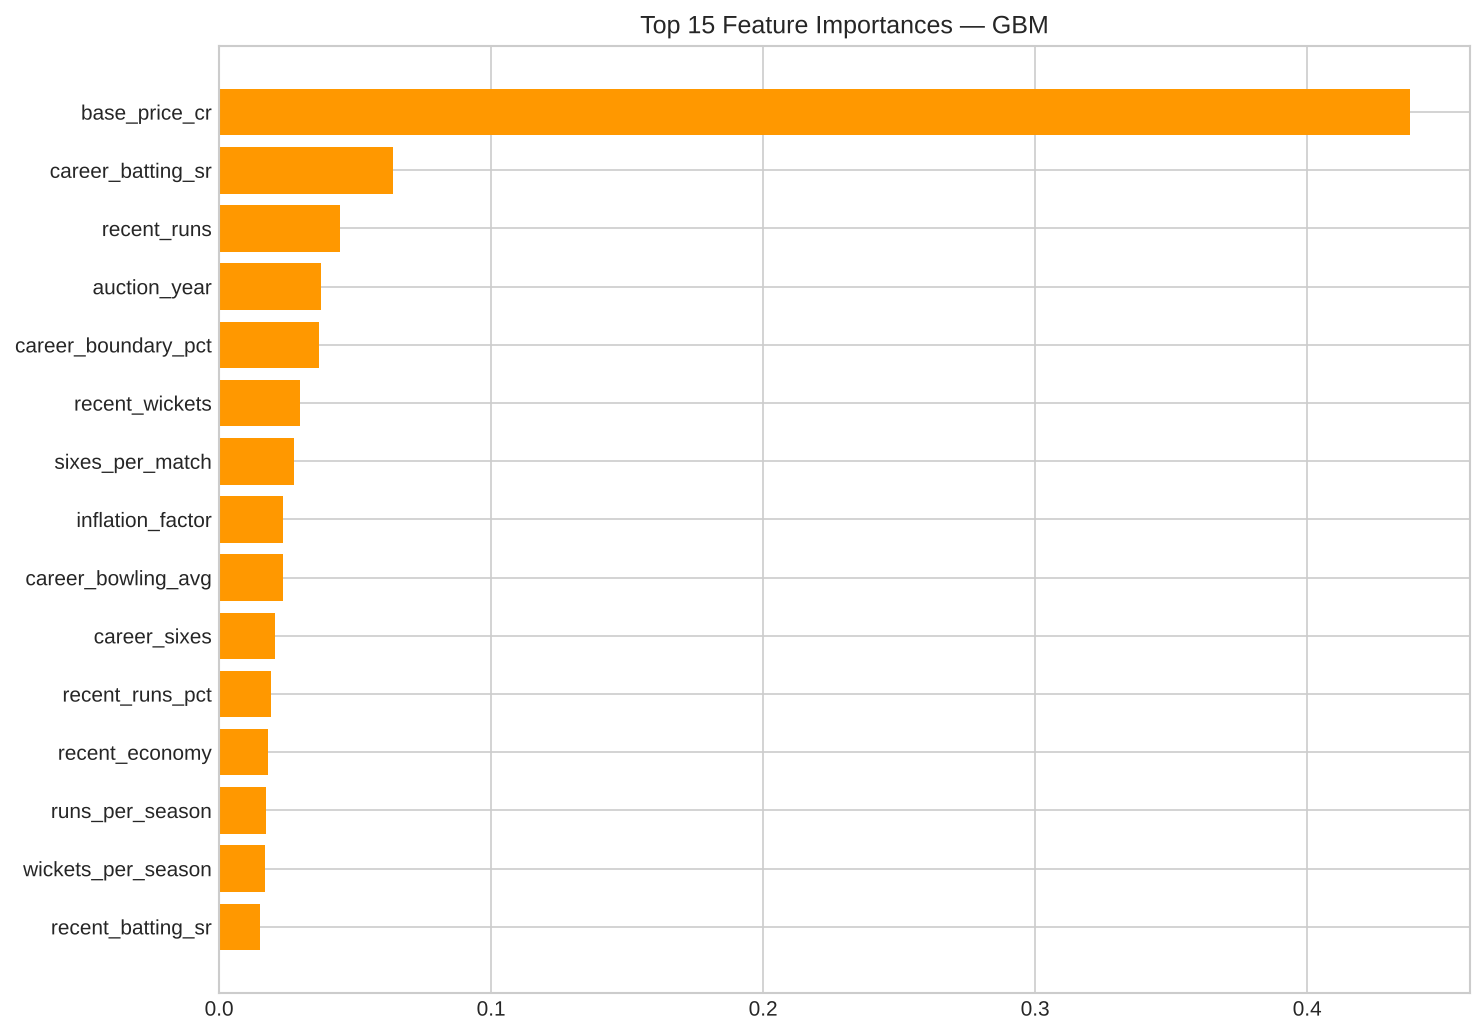 Top 15 Feature Importances — GBM
base_price_cr
career_batting_sr
recent_runs
auction_year
career_boundary_pct
recent_wickets
sixes_per_match
inflation_factor
career_bowling_avg
career_sixes
recent_runs_pct
recent_economy
runs_per_season
wickets_per_season
recent_batting_sr
0.0 0.1 0.2 0.3 0.4